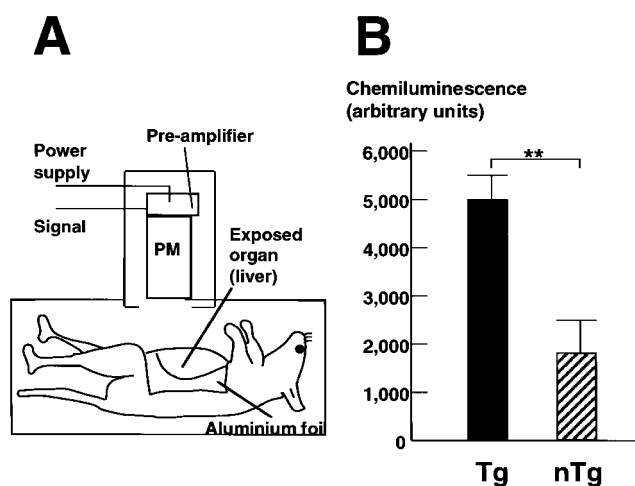 A
Pre-amplifier
Power
supply
Signal
PM
Exposed
organ
(liver)
Aluminium foil
B
Chemiluminescence
(arbitrary units)
6,000
**
5,000
4,000
3,000
2,000
1,000
0
Tg
nTg